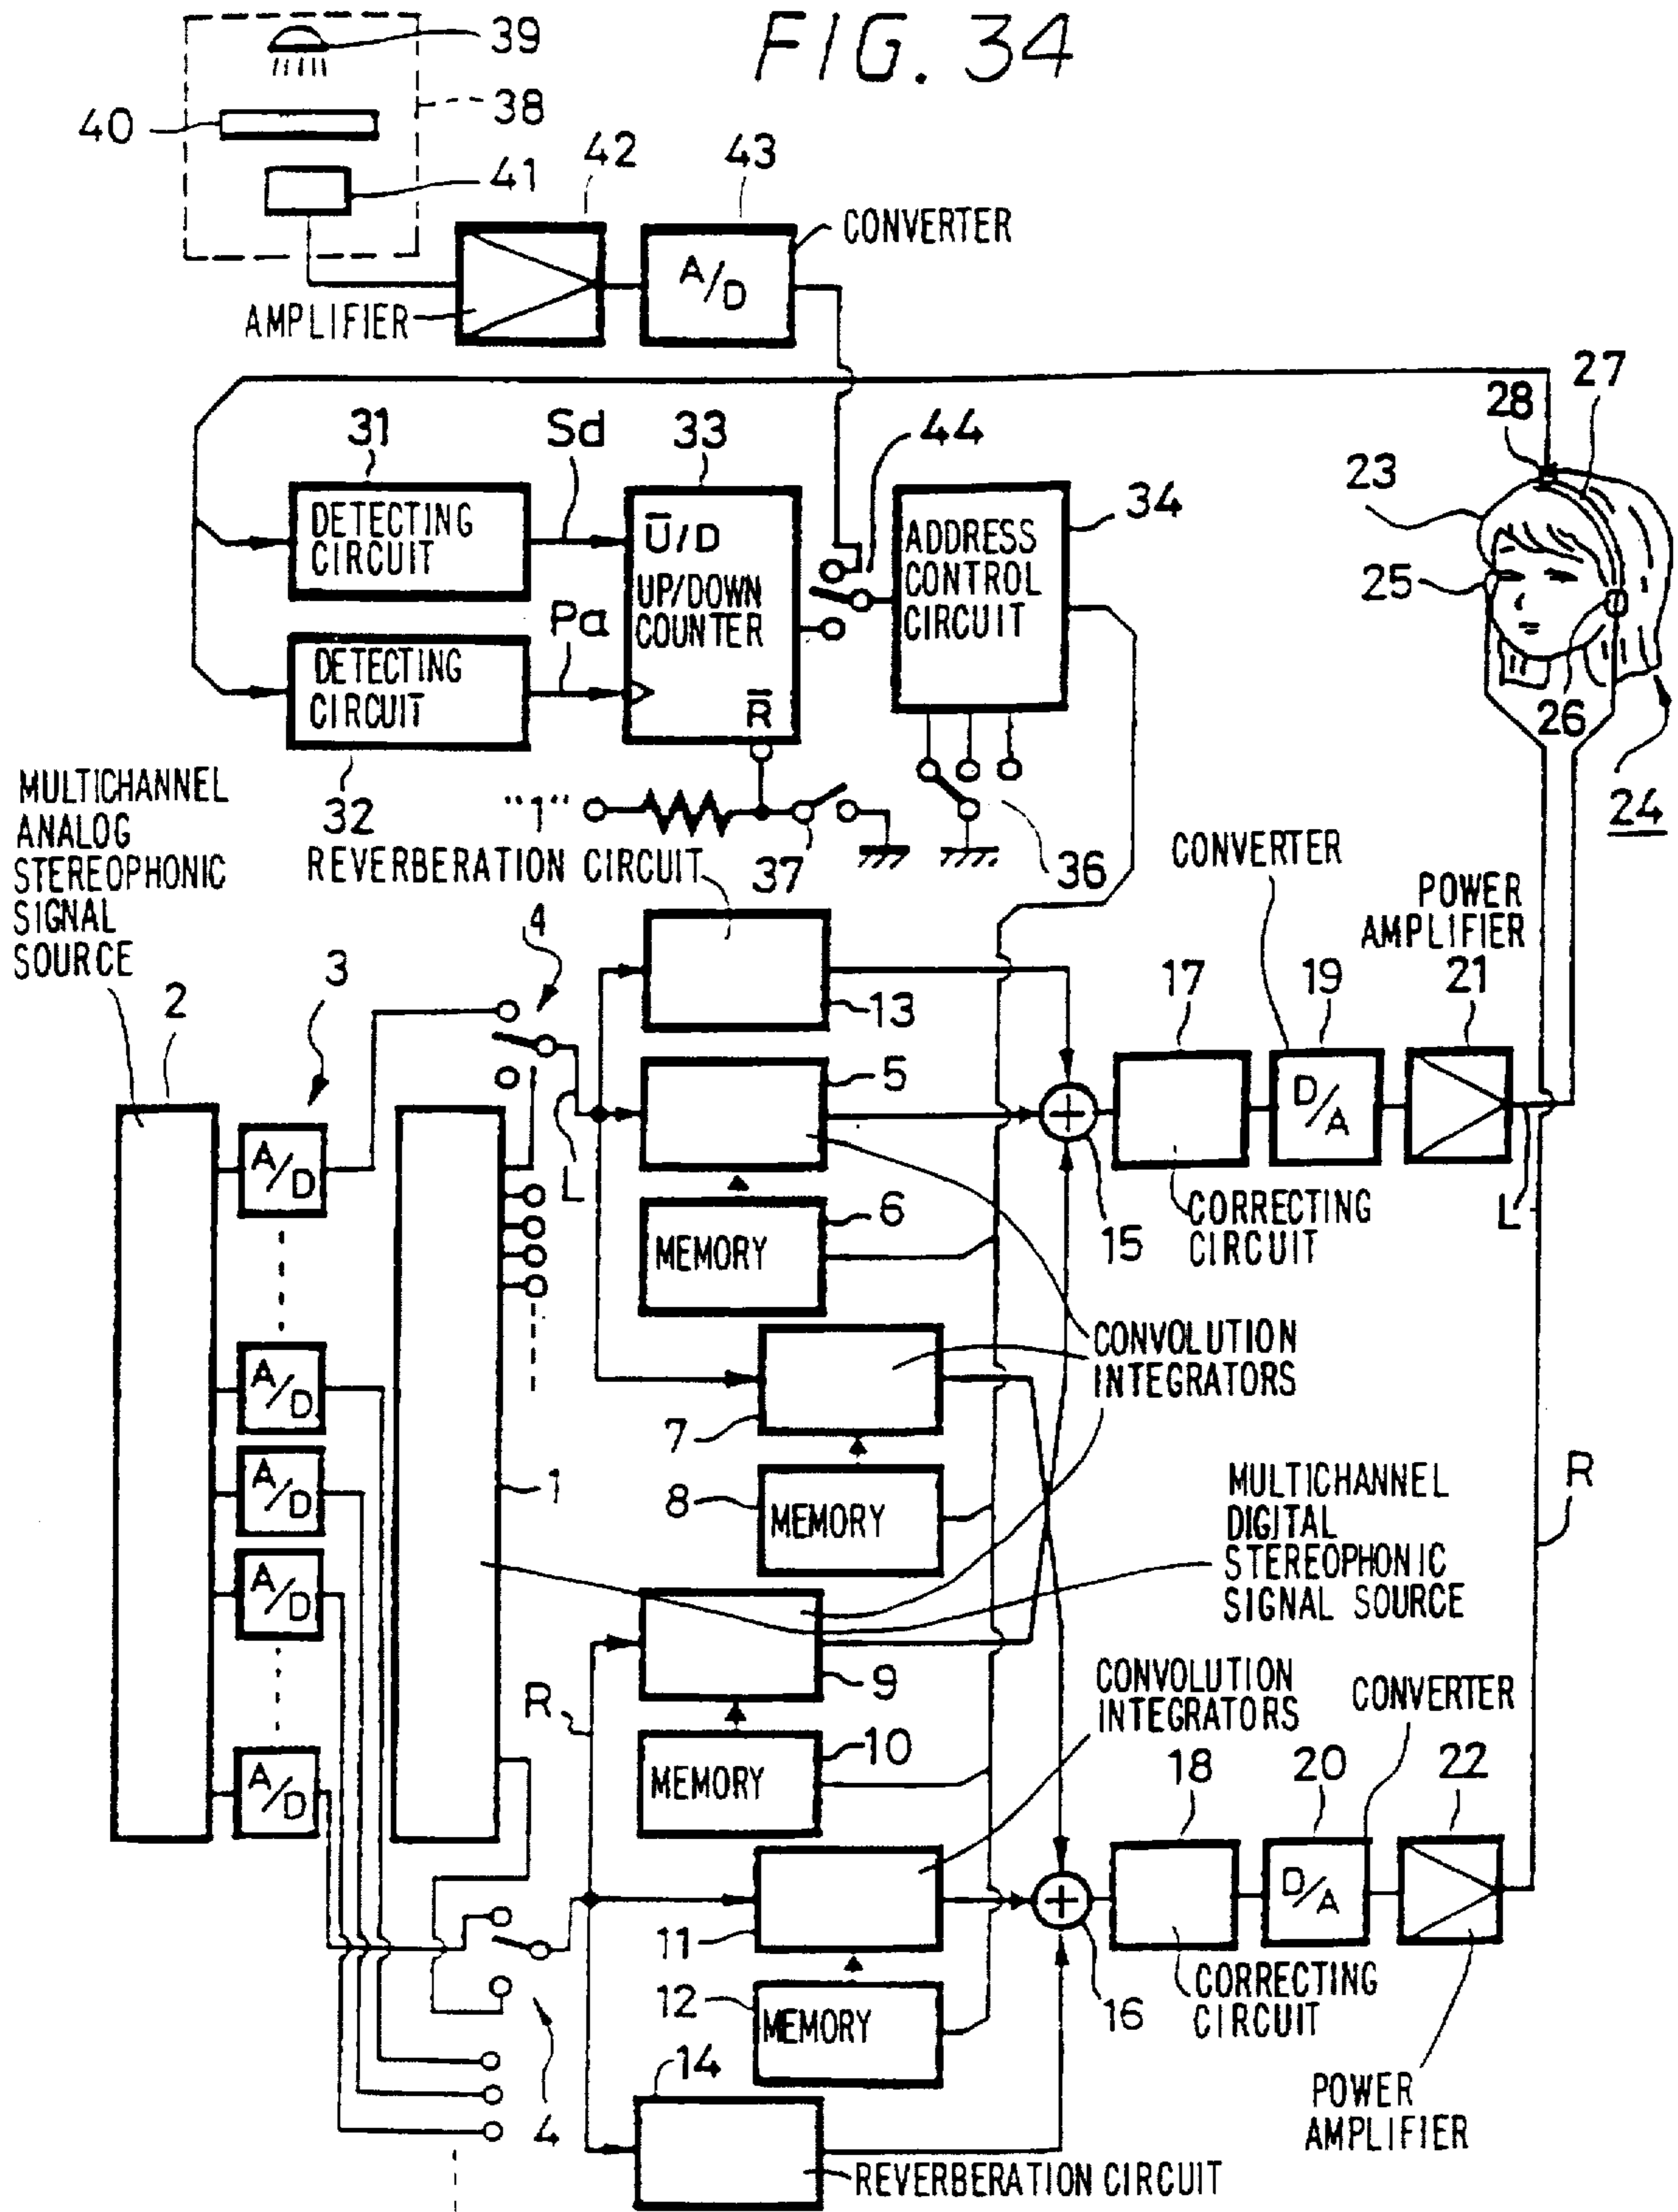 FIG. 34
39
38
40
41
42
43
CONVERTER
A/D
AMPLIFIER
27
28
31
Sd
33
44
23
34
DETECTING
CIRCUIT
U̅/D
UP/DOWN
COUNTER
ADDRESS
CONTROL
CIRCUIT
25
Pa
DETECTING
CIRCUIT
R̅
26
24
32
"1"
37
36
MULTICHANNEL
ANALOG
STEREOPHONIC
SIGNAL
SOURCE
REVERBERATION CIRCUIT
CONVERTER
POWER
AMPLIFIER
4
2
3
13
17
19
21
5
D/A
A/D
L
15
CORRECTING
CIRCUIT
L
6
MEMORY
CONVOLUTION
INTEGRATORS
A/D
7
A/D
1
8
MEMORY
MULTICHANNEL
DIGITAL
STEREOPHONIC
SIGNAL SOURCE
R
A/D
9
R
CONVOLUTION
INTEGRATORS
CONVERTER
10
MEMORY
A/D
18
20
22
D/A
11
16
CORRECTING
CIRCUIT
12
MEMORY
4
14
POWER
AMPLIFIER
REVERBERATION CIRCUIT